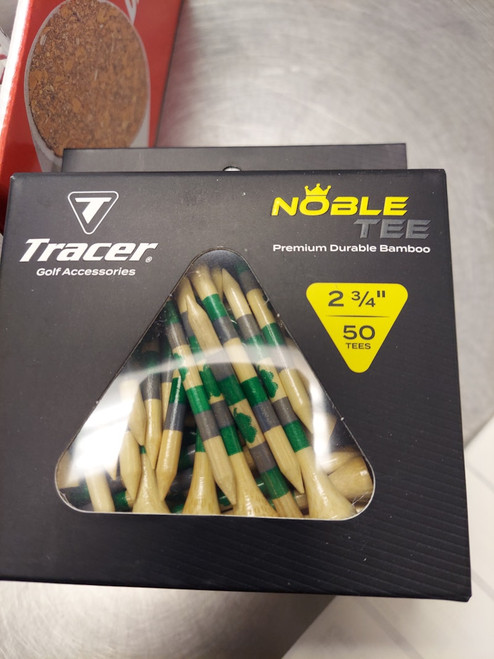 Tracer®
Golf Accessories
NOBLE
TEE
Premium Durable Bamboo
2 3/4"
50
TEES